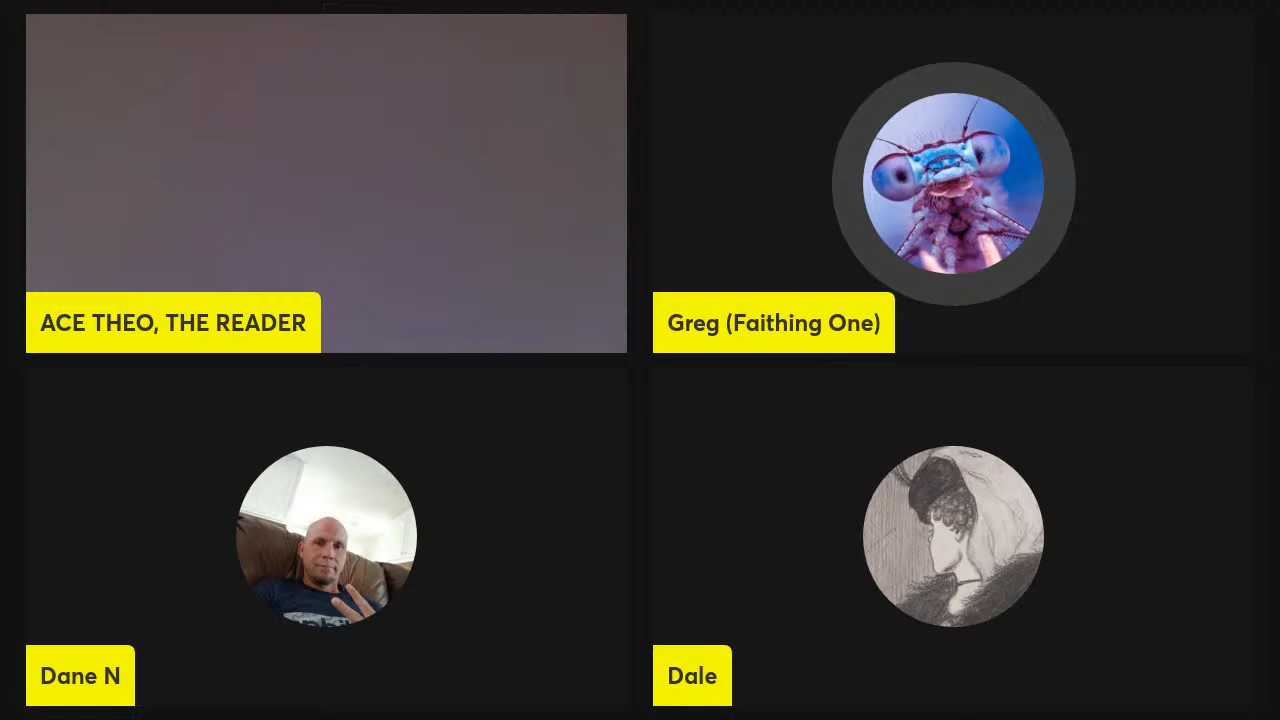 ACE THEO, THE READER
Greg (Faithing One)
Dane N
Dale